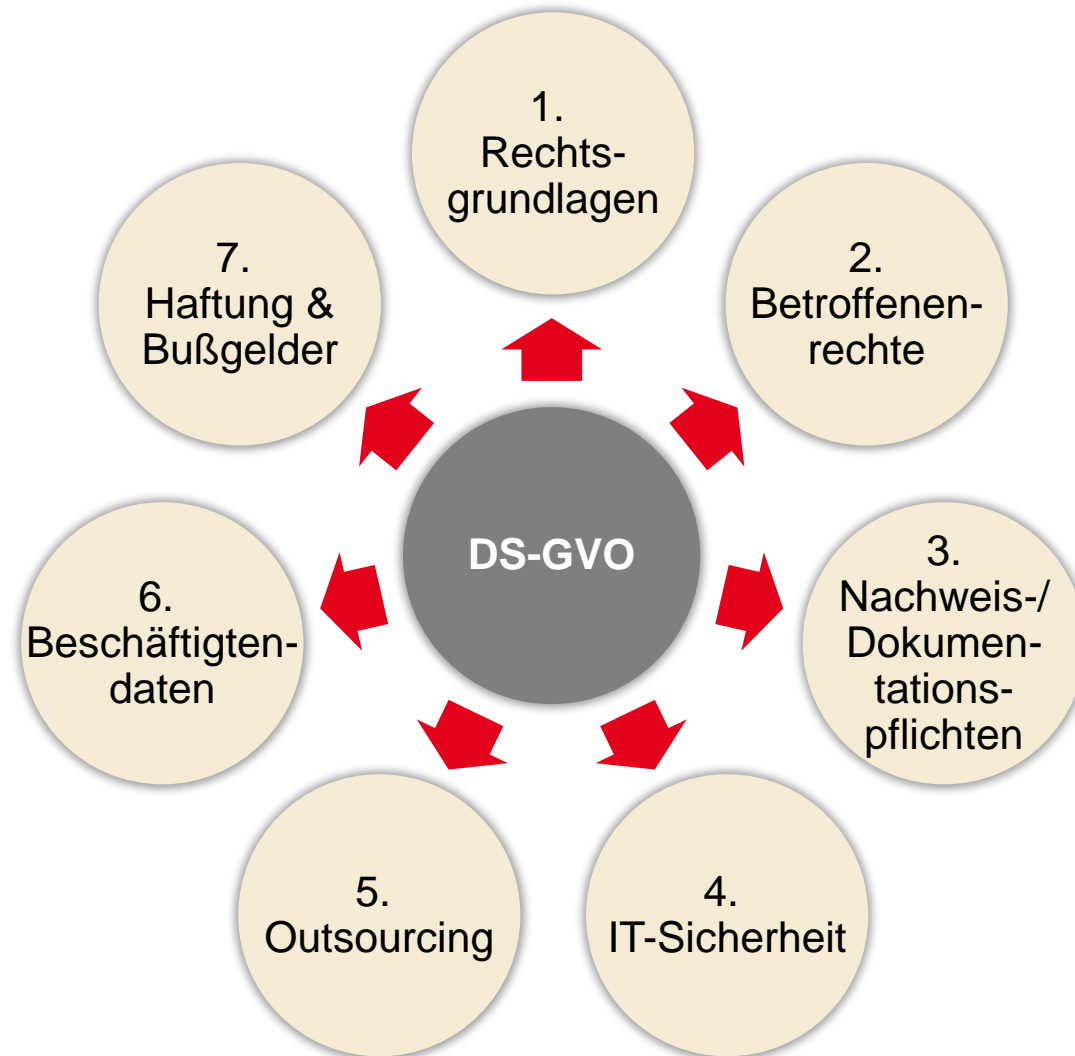 1.
Rechts-
grundlagen
2.
Betroffenen-
rechte
3.
Nachweis-/
Dokumen-
tations-
pflichten
4.
IT-Sicherheit
5.
Outsourcing
6.
Beschäftigten-
daten
7.
Haftung &
Bußgelder
DS-GVO